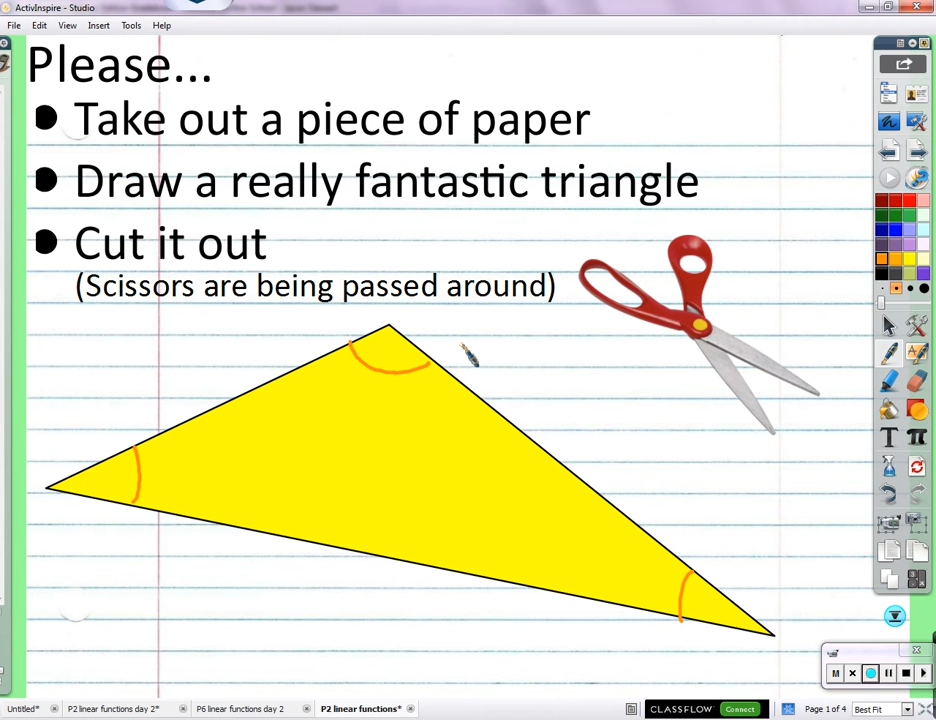 ActivInspire - Studio
File Edit View Insert Tools Help
Please...
● Take out a piece of paper
● Draw a really fantastic triangle
● Cut it out
(Scissors are being passed around)
T π
M
Untitled* P2 linear functions day 2* P6 linear functions day 2 P2 linear functions* CLASSFLOW Connect Page 1 of 4 Best Fit